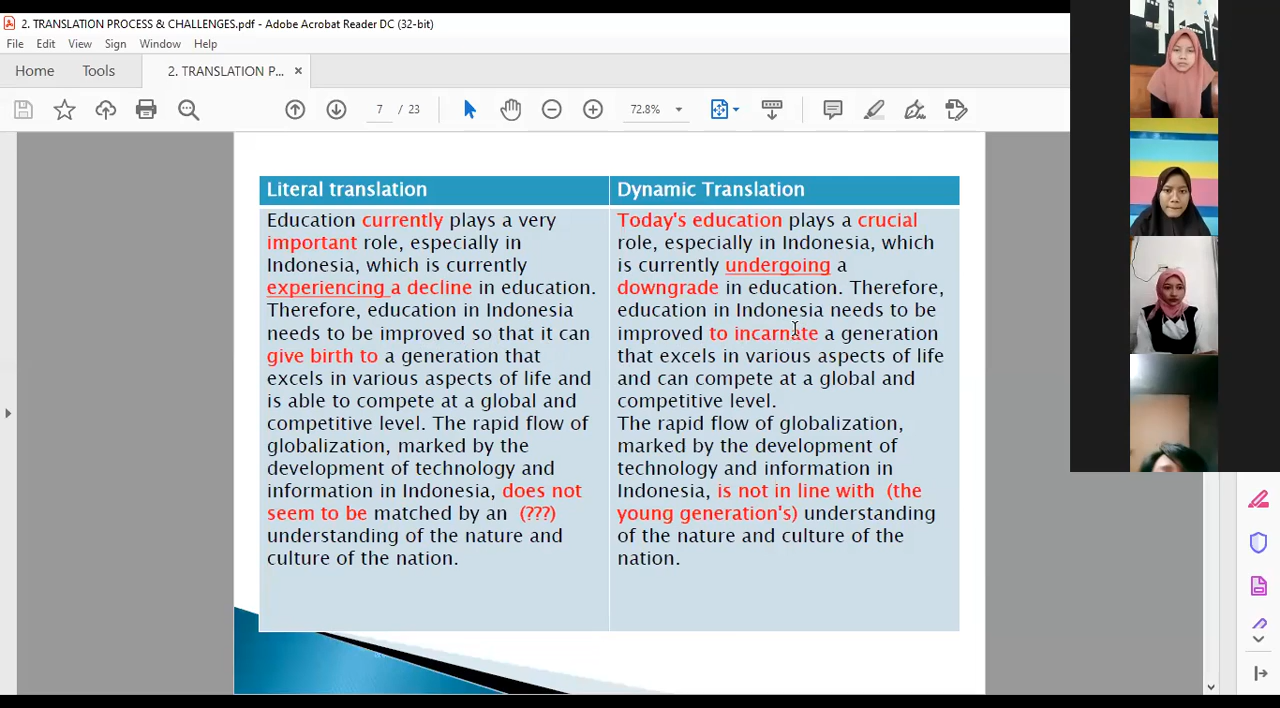 2. TRANSLATION PROCESS & CHALLENGES.pdf - Adobe Acrobat Reader DC (32-bit)
File Edit View Sign Window Help
Home Tools 2. TRANSLATION P... ×
7 / 23 72.8%
Literal translation
Education currently plays a very
important role, especially in
Indonesia, which is currently
experiencing a decline in education.
Therefore, education in Indonesia
needs to be improved so that it can
give birth to a generation that
excels in various aspects of life and
is able to compete at a global and
competitive level. The rapid flow of
globalization, marked by the
development of technology and
information in Indonesia, does not
seem to be matched by an (???)
understanding of the nature and
culture of the nation.
Dynamic Translation
Today's education plays a crucial
role, especially in Indonesia, which
is currently undergoing a
downgrade in education. Therefore,
education in Indonesia needs to be
improved to incarnate a generation
that excels in various aspects of life
and can compete at a global and
competitive level.
The rapid flow of globalization,
marked by the development of
technology and information in
Indonesia, is not in line with (the
young generation's) understanding
of the nature and culture of the
nation.